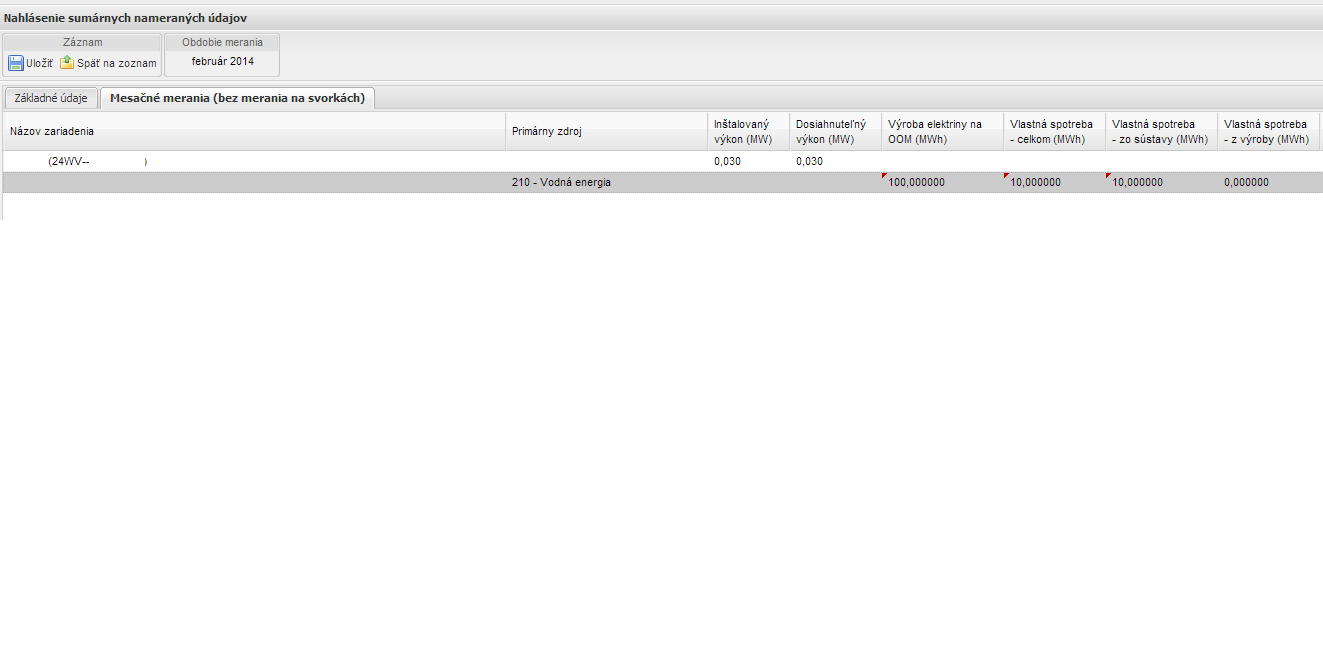 Nahlásenie sumárnych nameraných údajov
Záznam
Obdobie merania
Uložiť Späť na zoznam
február 2014
Základné údaje
Mesačné merania (bez merania na svorkách)
Názov zariadenia
Primárny zdroj
Inštalovaný
výkon (MW)
Dosiahnuteľný
výkon (MW)
Výroba elektriny na
OOM (MWh)
Vlastná spotreba
- celkom (MWh)
Vlastná spotreba
- zo sústavy (MWh)
Vlastná spotreba
- z výroby (MWh)
(24WV-- ) 0,030 0,030
210 - Vodná energia 100,000000 10,000000 10,000000 0,000000